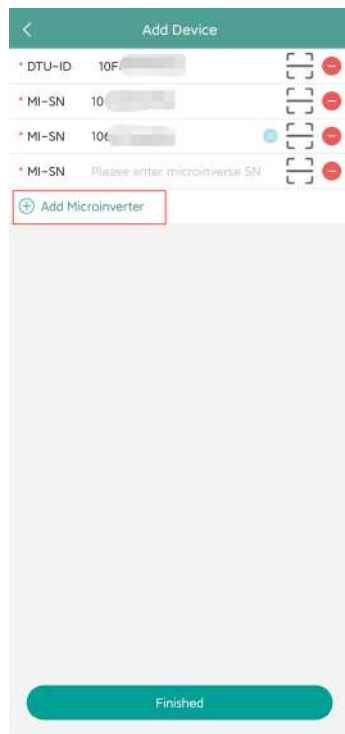 Add Device
* DTU-ID 10F
* MI-SN 10
* MI-SN 106
* MI-SN Please enter microinverse SN
Add Microinverter
Finished